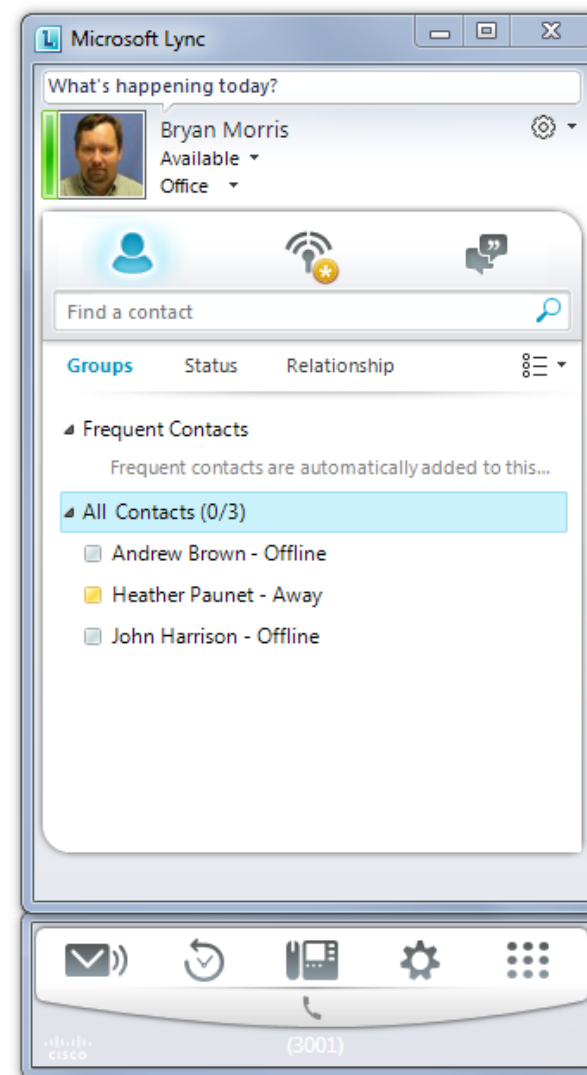 Microsoft Lync
What's happening today?
Bryan Morris
Available
Office
Find a contact
Groups Status Relationship
Frequent Contacts
Frequent contacts are automatically added to this...
All Contacts (0/3)
Andrew Brown - Offline
Heather Paunet - Away
John Harrison - Offline
cisco (3001)